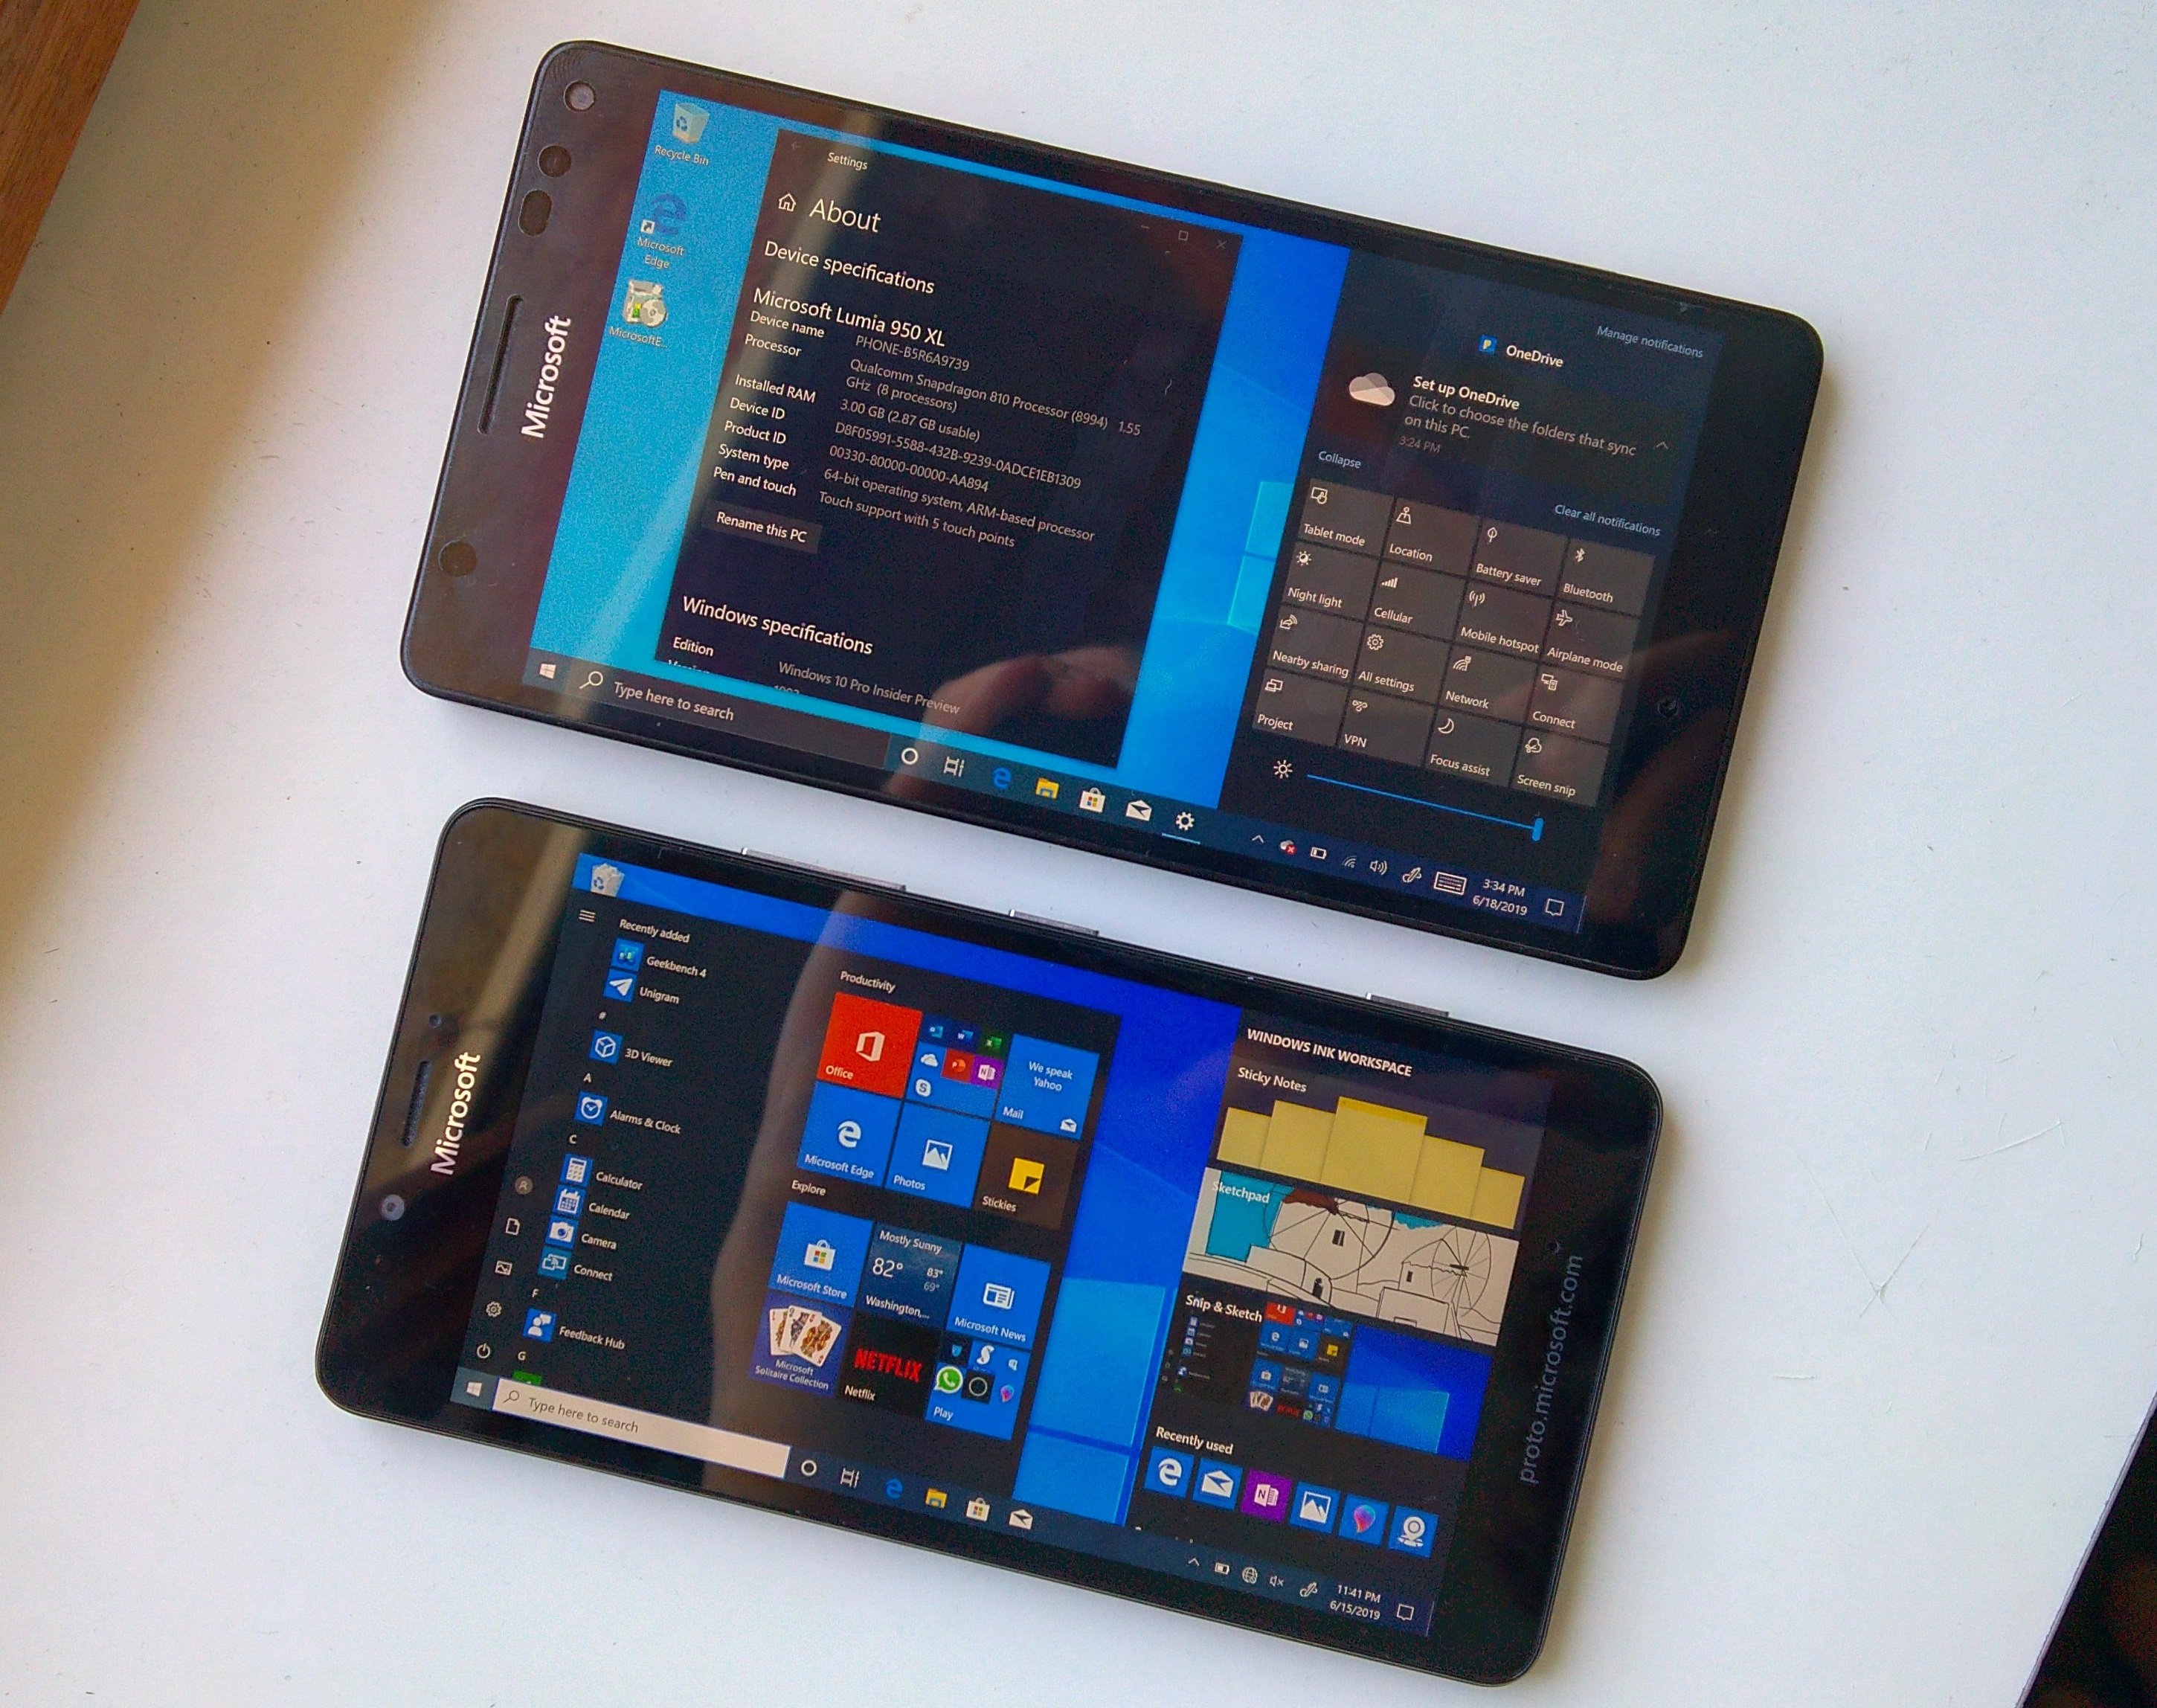 Microsoft
Recycle Bin
Microsoft
Edge
MicrosoftE...
Settings
About
Device specifications
Microsoft Lumia 950 XL
Device name PHONE-B5R6A9739
Processor Qualcomm Snapdragon 810 Processor (8994) 1.55
GHz (8 processors)
Installed RAM 3.00 GB (2.87 GB usable)
Device ID D8F05991-5588-432B-9239-0ADCE1EB1309
Product ID 00330-80000-00000-AA894
System type 64-bit operating system, ARM-based processor
Pen and touch Touch support with 5 touch points
Rename this PC
Windows specifications
Edition Windows 10 Pro Insider Preview
Type here to search
Manage notifications
OneDrive
Set up OneDrive
Click to choose the folders that sync
on this PC.
3:24 PM
Collapse
Clear all notifications
Tablet mode Location Battery saver Bluetooth
Night light Cellular Mobile hotspot Airplane mode
Nearby sharing All settings Network Connect
Project VPN Focus assist Screen snip
3:34 PM
6/18/2019
Microsoft
Recently added
Geekbench 4
Unigram
#
3D Viewer
A
Alarms & Clock
C
Calculator
Calendar
Camera
Connect
F
Feedback Hub
G
Type here to search
Productivity
Office
We speak
Yahoo
Mail
Microsoft Edge
Photos
Stickies
Explore
Microsoft Store
Mostly Sunny
82° 83°
69°
Washington,...
Microsoft News
Microsoft
Solitaire Collection
NETFLIX
Netflix
Play
WINDOWS INK WORKSPACE
Sticky Notes
Sketchpad
Snip & Sketch
Recently used
11:41 PM
6/15/2019
proto.microsoft.com